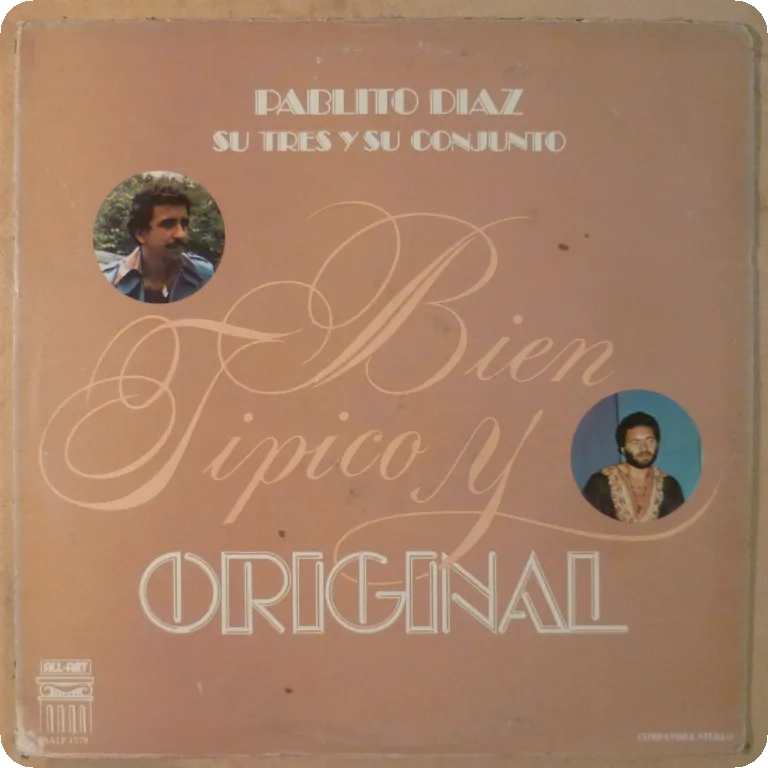 PABLITO DIAZ
SU TRES Y SU CONJUNTO
Bien
Tipico Y
ORIGINAL
ALL-ART
COMPATIBLE STEREO